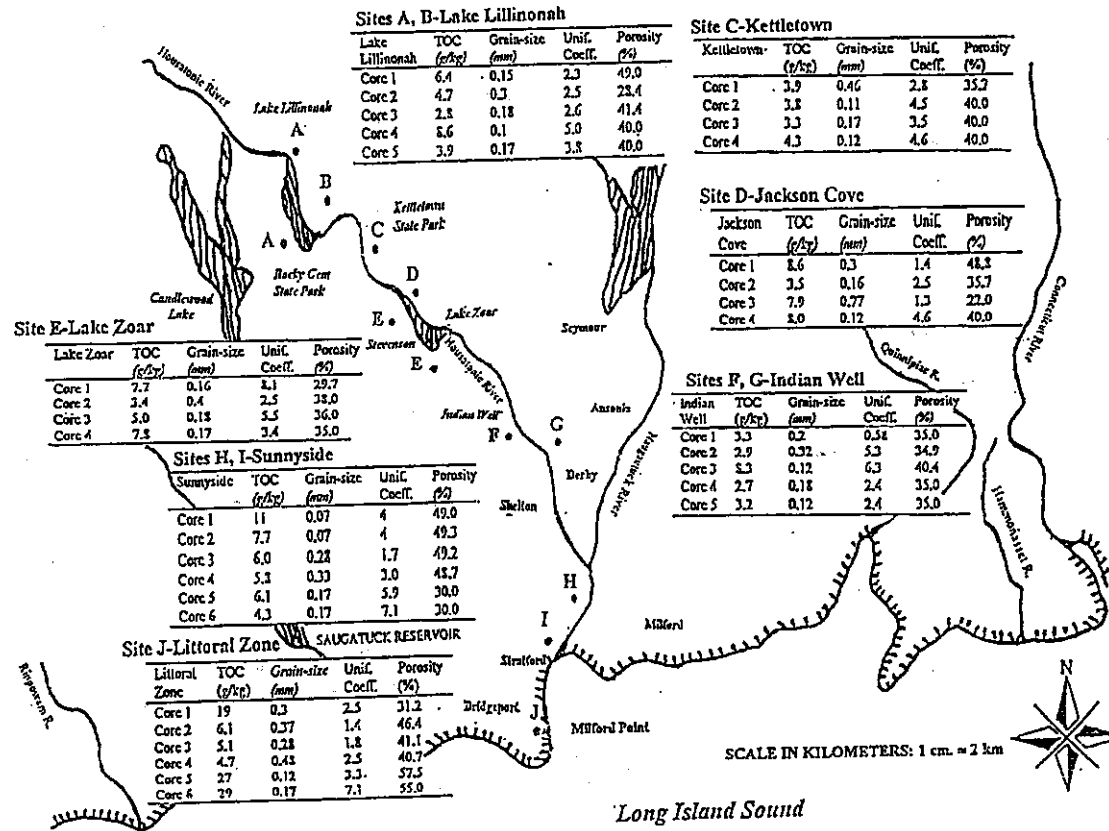 Sites A, B-Lake Lillinonah
Lake Lillinonah TOC (g/kg) Grain-size (mm) Unif. Coeff. Porosity (%)
Core 1 6.4 0.15 2.3 49.0
Core 2 4.7 0.3 2.5 28.4
Core 3 2.8 0.18 2.6 41.4
Core 4 8.6 0.1 5.0 40.0
Core 5 3.9 0.17 3.8 40.0
Site C-Kettletown
Kettletown TOC (g/kg) Grain-size (mm) Unif. Coeff. Porosity (%)
Core 1 3.9 0.46 2.8 35.2
Core 2 3.8 0.11 4.5 40.0
Core 3 3.3 0.17 3.5 40.0
Core 4 4.3 0.12 4.6 40.0
Housatonic River
Lake Lillinonah
A
B
Kettletown
State Park
C
A
Rocky Gent
State Park
Candlewood
Lake
D
Lake Zoar
E
Stevenson
E
Housatonic River
Seymour
Site D-Jackson Cove
Jackson Cove TOC (g/kg) Grain-size (mm) Unif. Coeff. Porosity (%)
Core 1 8.6 0.3 1.4 48.8
Core 2 3.5 0.16 2.5 35.7
Core 3 7.9 0.77 1.3 22.0
Core 4 8.0 0.12 4.6 40.0
Connecticut River
Quinnipiac R.
Site E-Lake Zoar
Lake Zoar TOC (g/kg) Grain-size (mm) Unif. Coeff. Porosity (%)
Core 1 7.7 0.16 8.1 29.7
Core 2 3.4 0.4 2.5 38.0
Core 3 5.0 0.18 5.5 36.0
Core 4 7.8 0.17 3.4 35.0
Indian Well
F
G
Ansonia
Derby
Naugatuck River
Shelton
Sites F, G-Indian Well
Indian Well TOC (g/kg) Grain-size (mm) Unif. Coeff. Porosity (%)
Core 1 3.3 0.2 0.58 35.0
Core 2 2.9 0.32 5.3 34.9
Core 3 8.3 0.12 6.3 40.4
Core 4 2.7 0.18 2.4 35.0
Core 5 3.2 0.12 2.4 35.0
Hammonasset R.
Sites H, I-Sunnyside
Sunnyside TOC (g/kg) Grain-size (mm) Unif. Coeff. Porosity (%)
Core 1 11 0.07 4 49.0
Core 2 7.7 0.07 4 49.3
Core 3 6.0 0.28 1.7 49.2
Core 4 5.8 0.33 3.0 48.7
Core 5 6.1 0.17 5.9 30.0
Core 6 4.3 0.17 7.1 30.0
H
I
Milford
Stratford
SAUGATUCK RESERVOIR
Site J-Littoral Zone
Littoral Zone TOC (g/kg) Grain-size (mm) Unif. Coeff. Porosity (%)
Core 1 19 0.3 2.5 31.2
Core 2 6.1 0.37 1.4 46.4
Core 3 5.1 0.28 1.8 41.1
Core 4 4.7 0.48 2.5 40.7
Core 5 27 0.12 3.3 57.5
Core 6 29 0.17 7.1 55.0
Bridgeport
J
Milford Point
N
SCALE IN KILOMETERS: 1 cm. ≈ 2 km
Long Island Sound